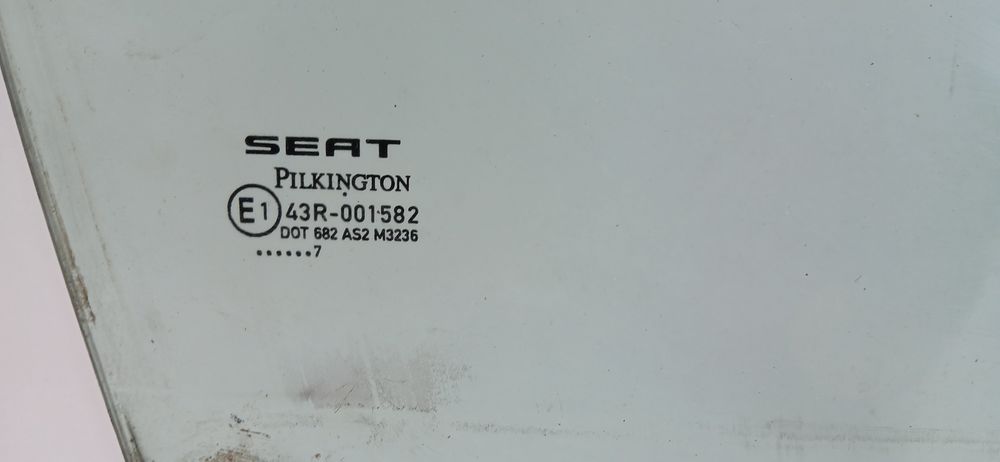 SEAT
PILKINGTON
E1 43R-001582
DOT 682 AS2 M3236
......7